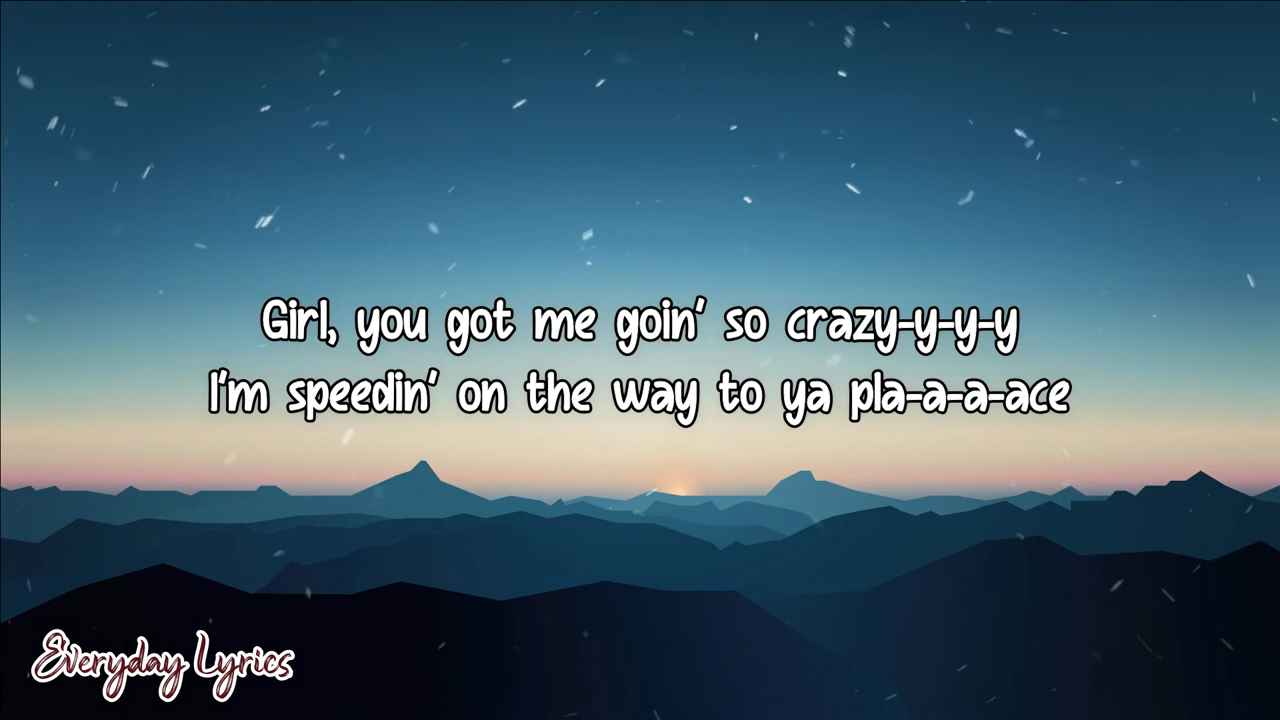 Girl, you got me goin' so crazy-y-y-y
I'm speedin' on the way to ya pla-a-a-ace
Everyday Lyrics